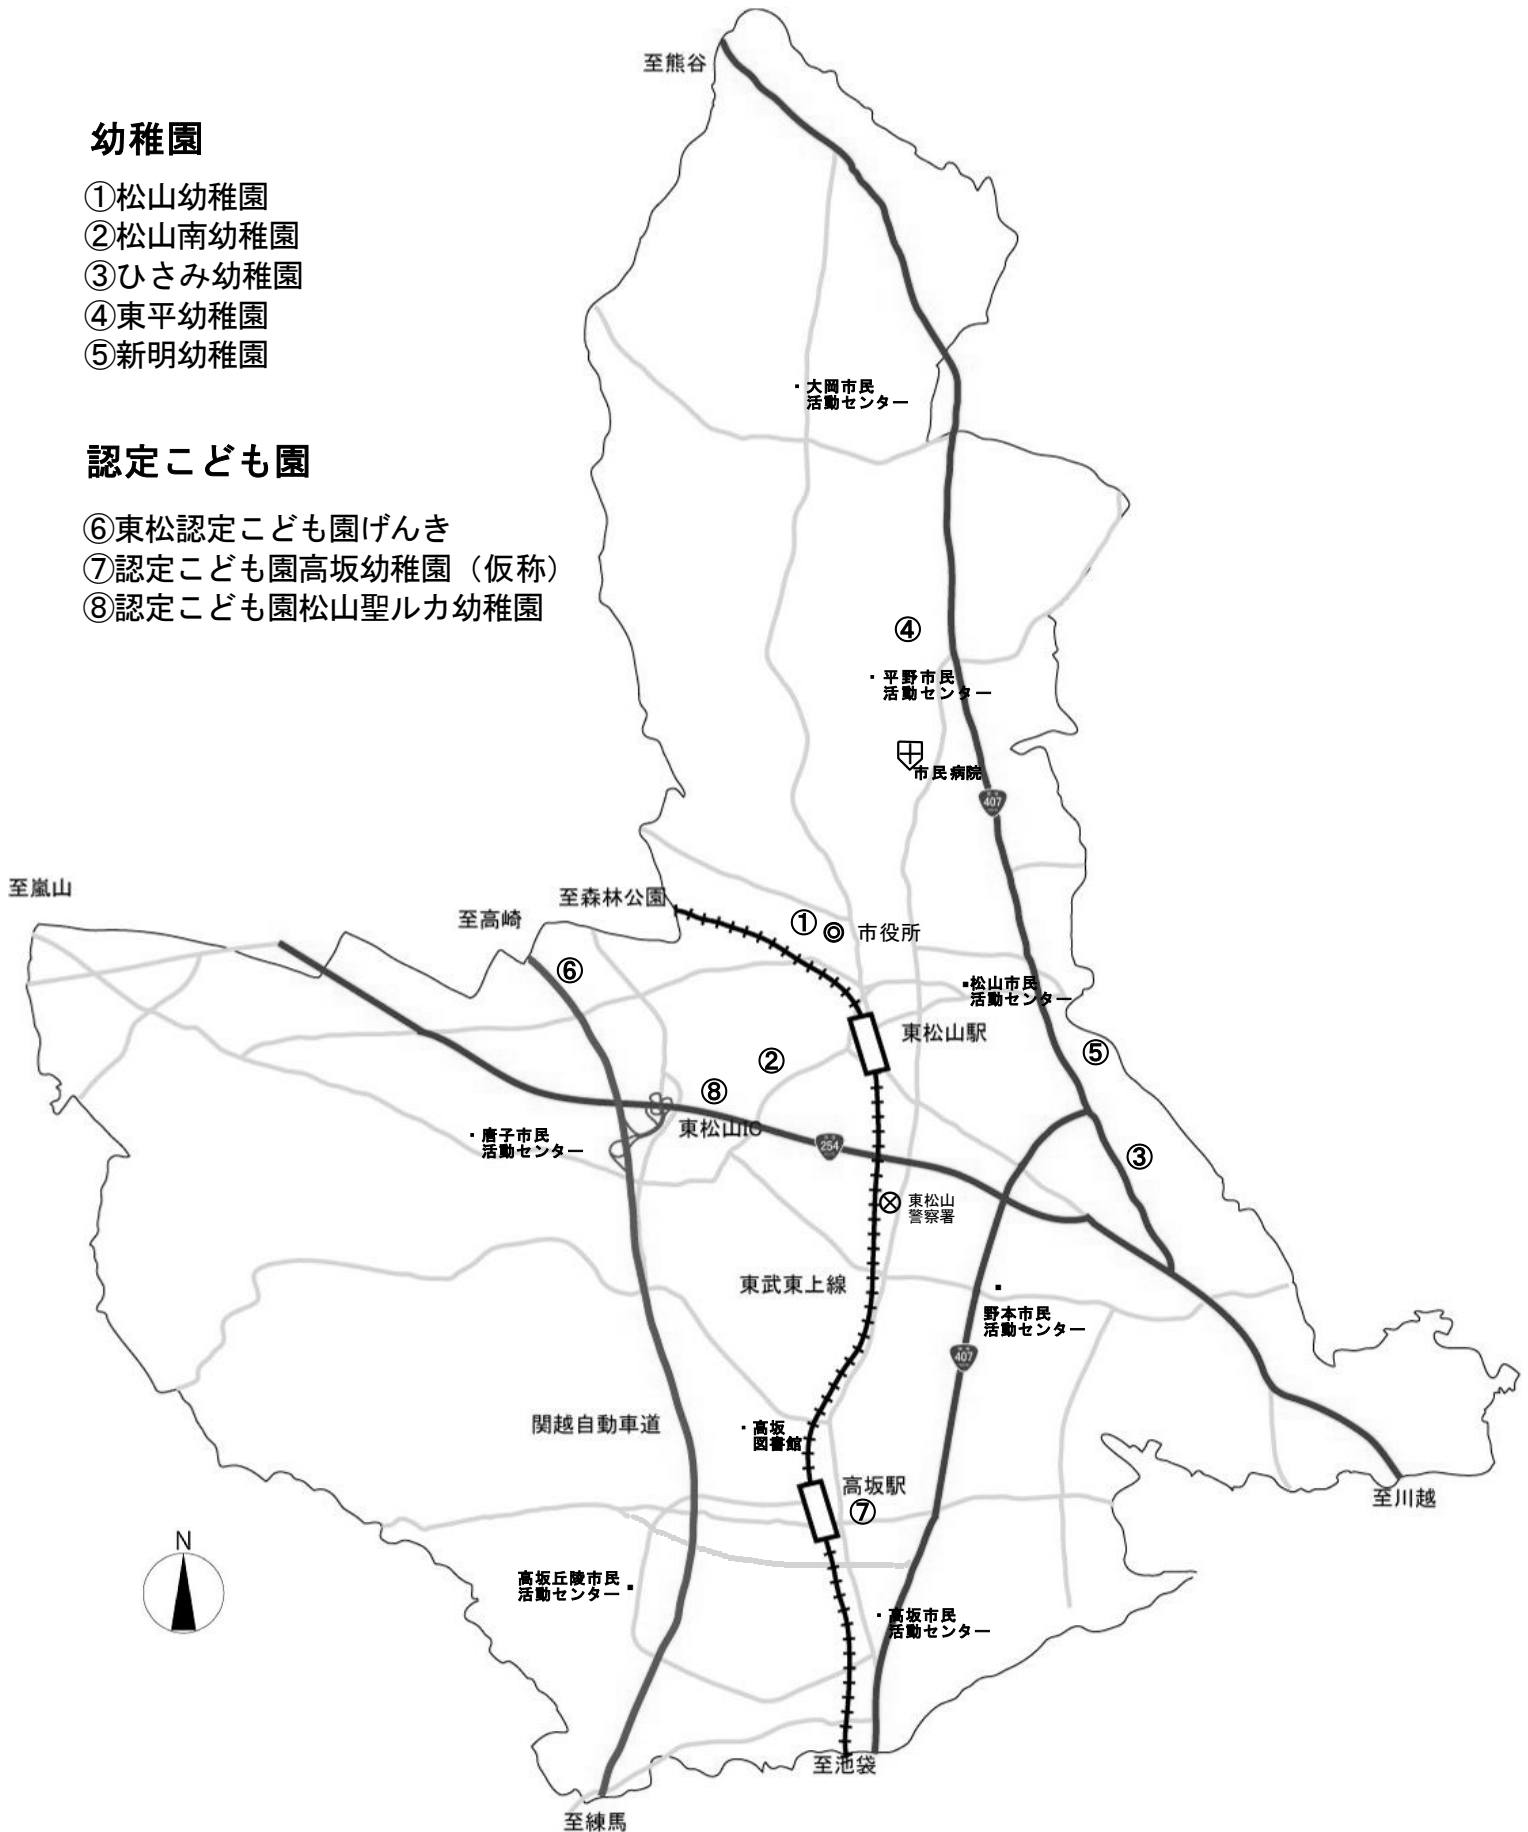 至熊谷
幼稚園
①松山幼稚園
②松山南幼稚園
③ひさみ幼稚園
④東平幼稚園
⑤新明幼稚園
大岡市民
活動センター
認定こども園
⑥東松認定こども園げんき
⑦認定こども園高坂幼稚園（仮称）
⑧認定こども園松山聖ルカ幼稚園
④
平野市民
活動センター
市民病院
407
至嵐山
至森林公園
至高崎
①
市役所
⑥
松山市民
活動センター
東松山駅
②
⑤
⑧
東松山IC
唐子市民
活動センター
254
③
東松山
警察署
東武東上線
野本市民
活動センター
407
関越自動車道
高坂
図書館
高坂駅
⑦
至川越
N
高坂丘陵市民
活動センター
高坂市民
活動センター
至池袋
至練馬